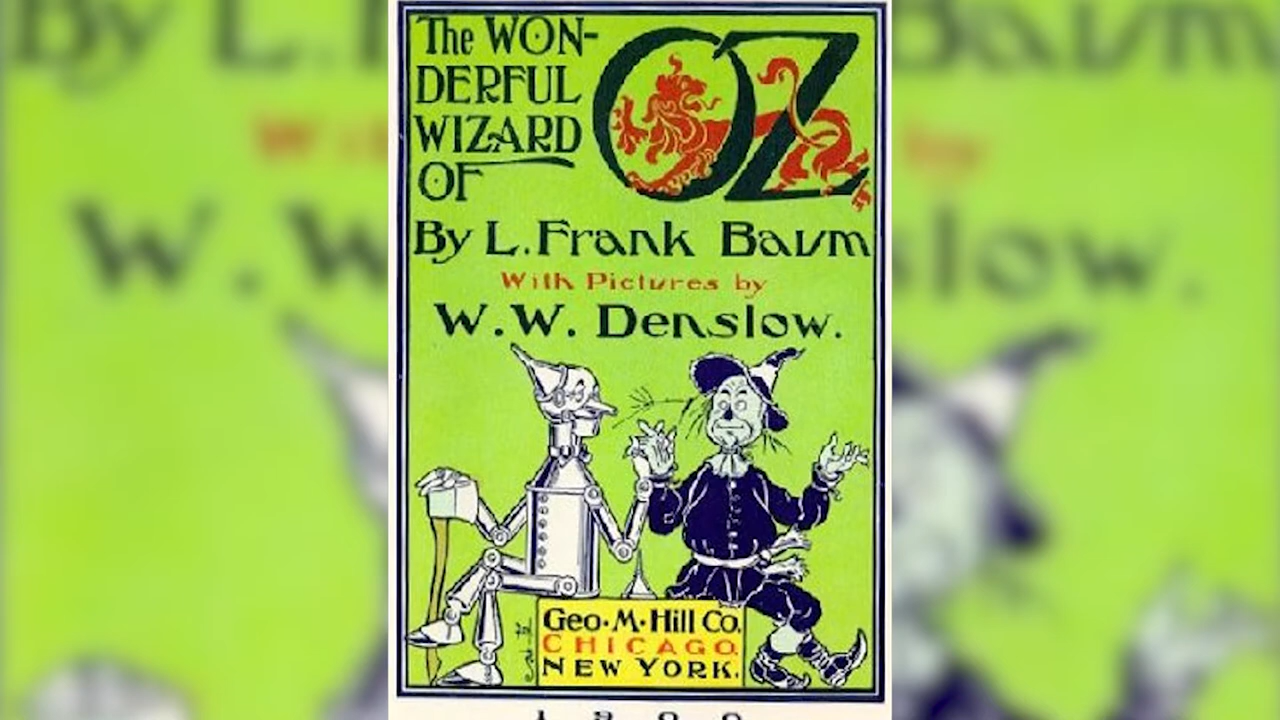 The WON-
DERFUL
WIZARD
OF
OZ
By L. Frank Baum
With Pictures by
W. W. Denslow.
Geo. M. Hill Co.
CHICAGO.
NEW YORK.
1900